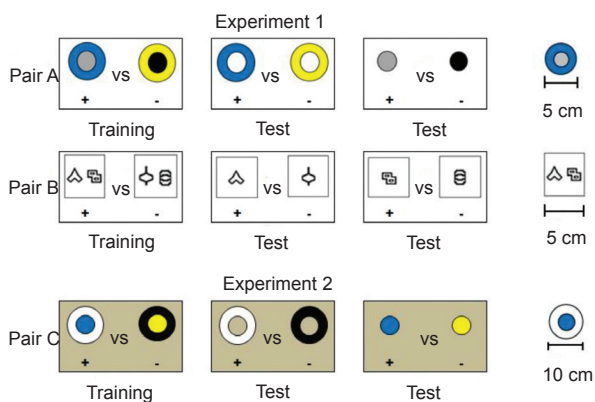 Experiment 1
Pair A
vs
vs
vs
+ -
+ -
+ -
Training
Test
Test
5 cm
Pair B
vs
vs
vs
+ -
+ -
+ -
Training
Test
Test
5 cm
Experiment 2
Pair C
vs
vs
vs
+ -
+ -
+ -
Training
Test
Test
10 cm